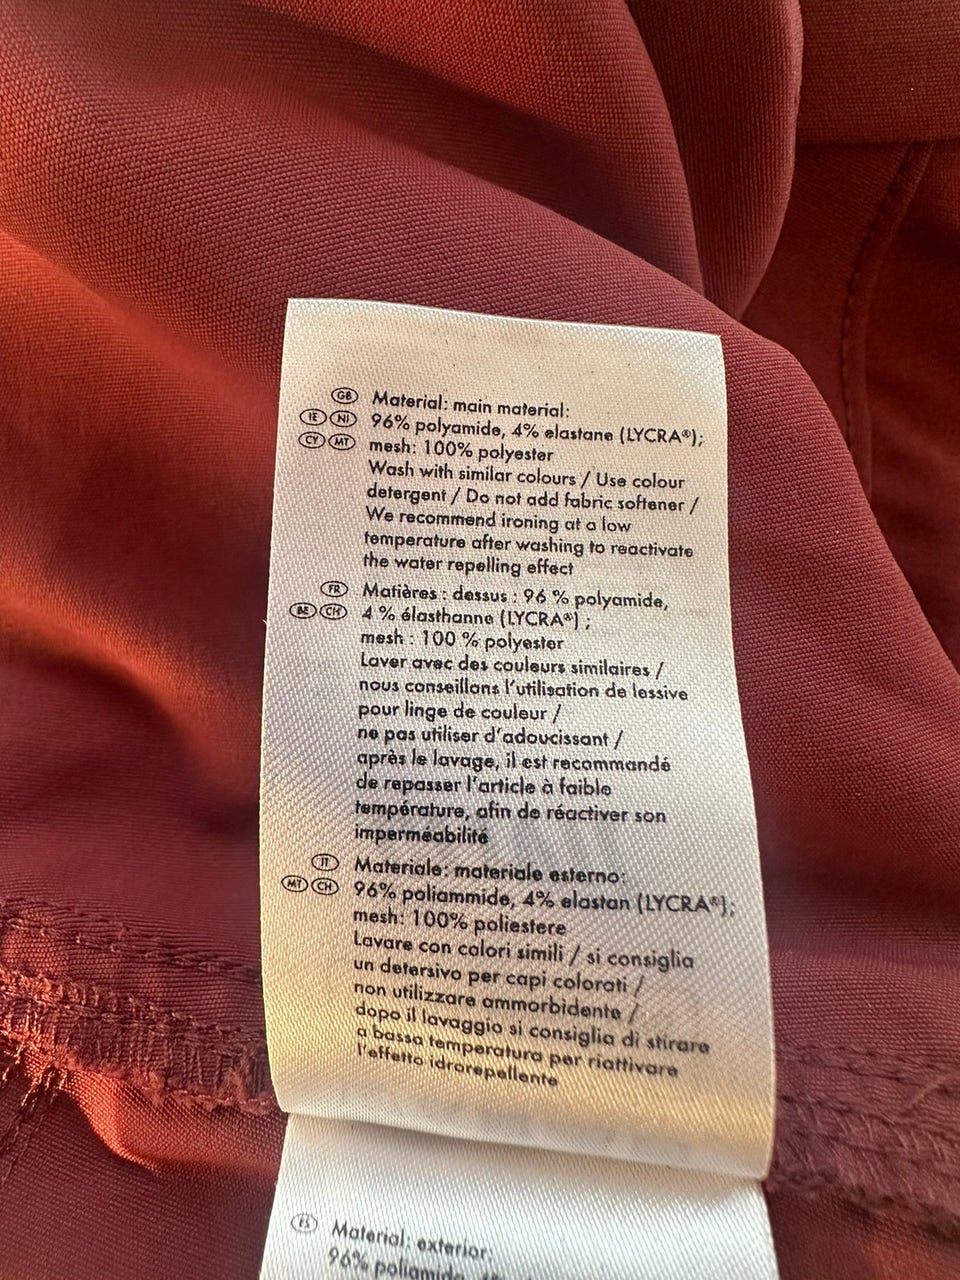 GB Material: main material:
IE NI 96% polyamide, 4% elastane (LYCRA®);
CY MT mesh: 100% polyester
Wash with similar colours / Use colour
detergent / Do not add fabric softener /
We recommend ironing at a low
temperature after washing to reactivate
the water repelling effect
FR Matières : dessus : 96 % polyamide,
BE CH 4 % élasthanne (LYCRA®) ;
mesh : 100 % polyester
Laver avec des couleurs similaires /
nous conseillons l'utilisation de lessive
pour linge de couleur /
ne pas utiliser d'adoucissant /
après le lavage, il est recommandé
de repasser l'article à faible
température, afin de réactiver son
imperméabilité
IT Materiale: materiale esterno:
MT CH 96% poliammide, 4% elastan (LYCRA®);
mesh: 100% poliestere
Lavare con colori simili / si consiglia
un detersivo per capi colorati /
non utilizzare ammorbidente /
dopo il lavaggio si consiglia di stirare
a bassa temperatura per riattivare
l'effetto idrorepellente
ES Material: exterior:
96% poliamida,